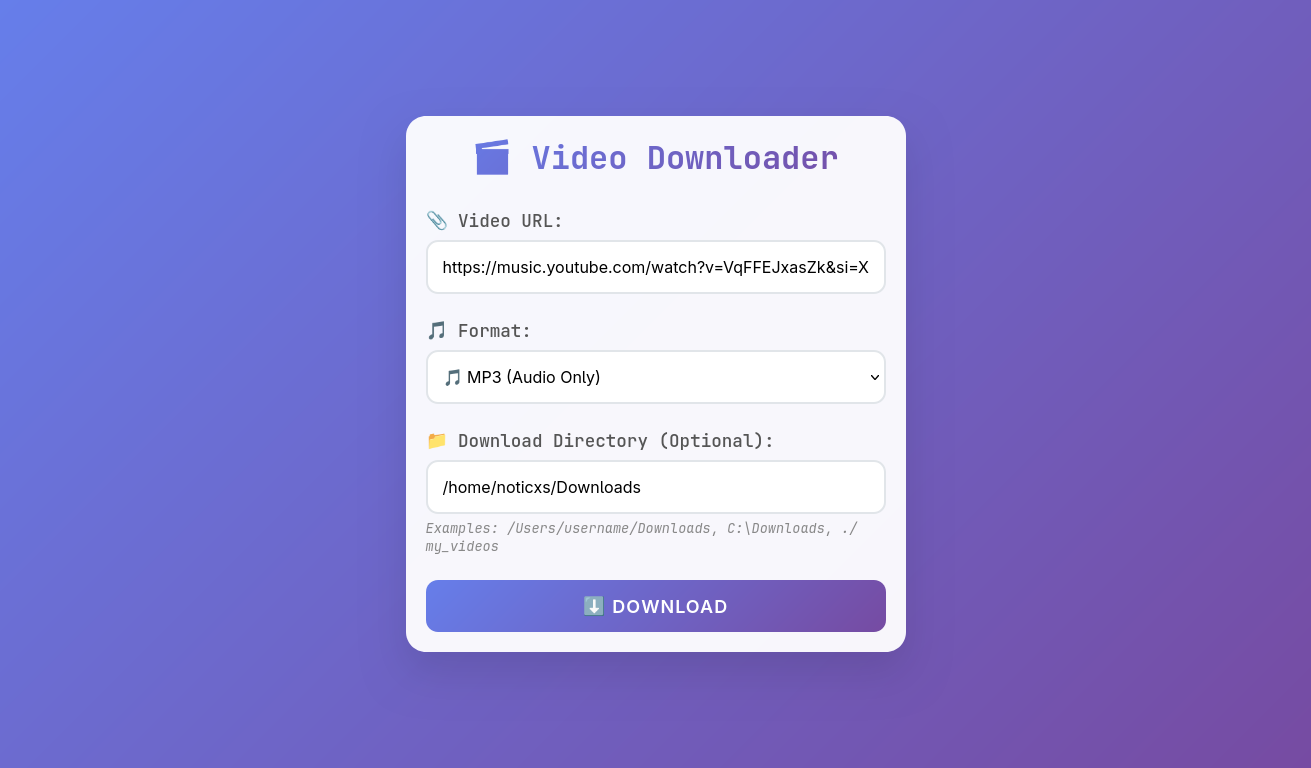 🎬 Video Downloader
📎 Video URL:
https://music.youtube.com/watch?v=VqFFEJxasZk&si=X
🎵 Format:
🎵 MP3 (Audio Only)
📁 Download Directory (Optional):
/home/noticxs/Downloads
Examples: /Users/username/Downloads, C:\Downloads, ./
my_videos
⬇️ DOWNLOAD